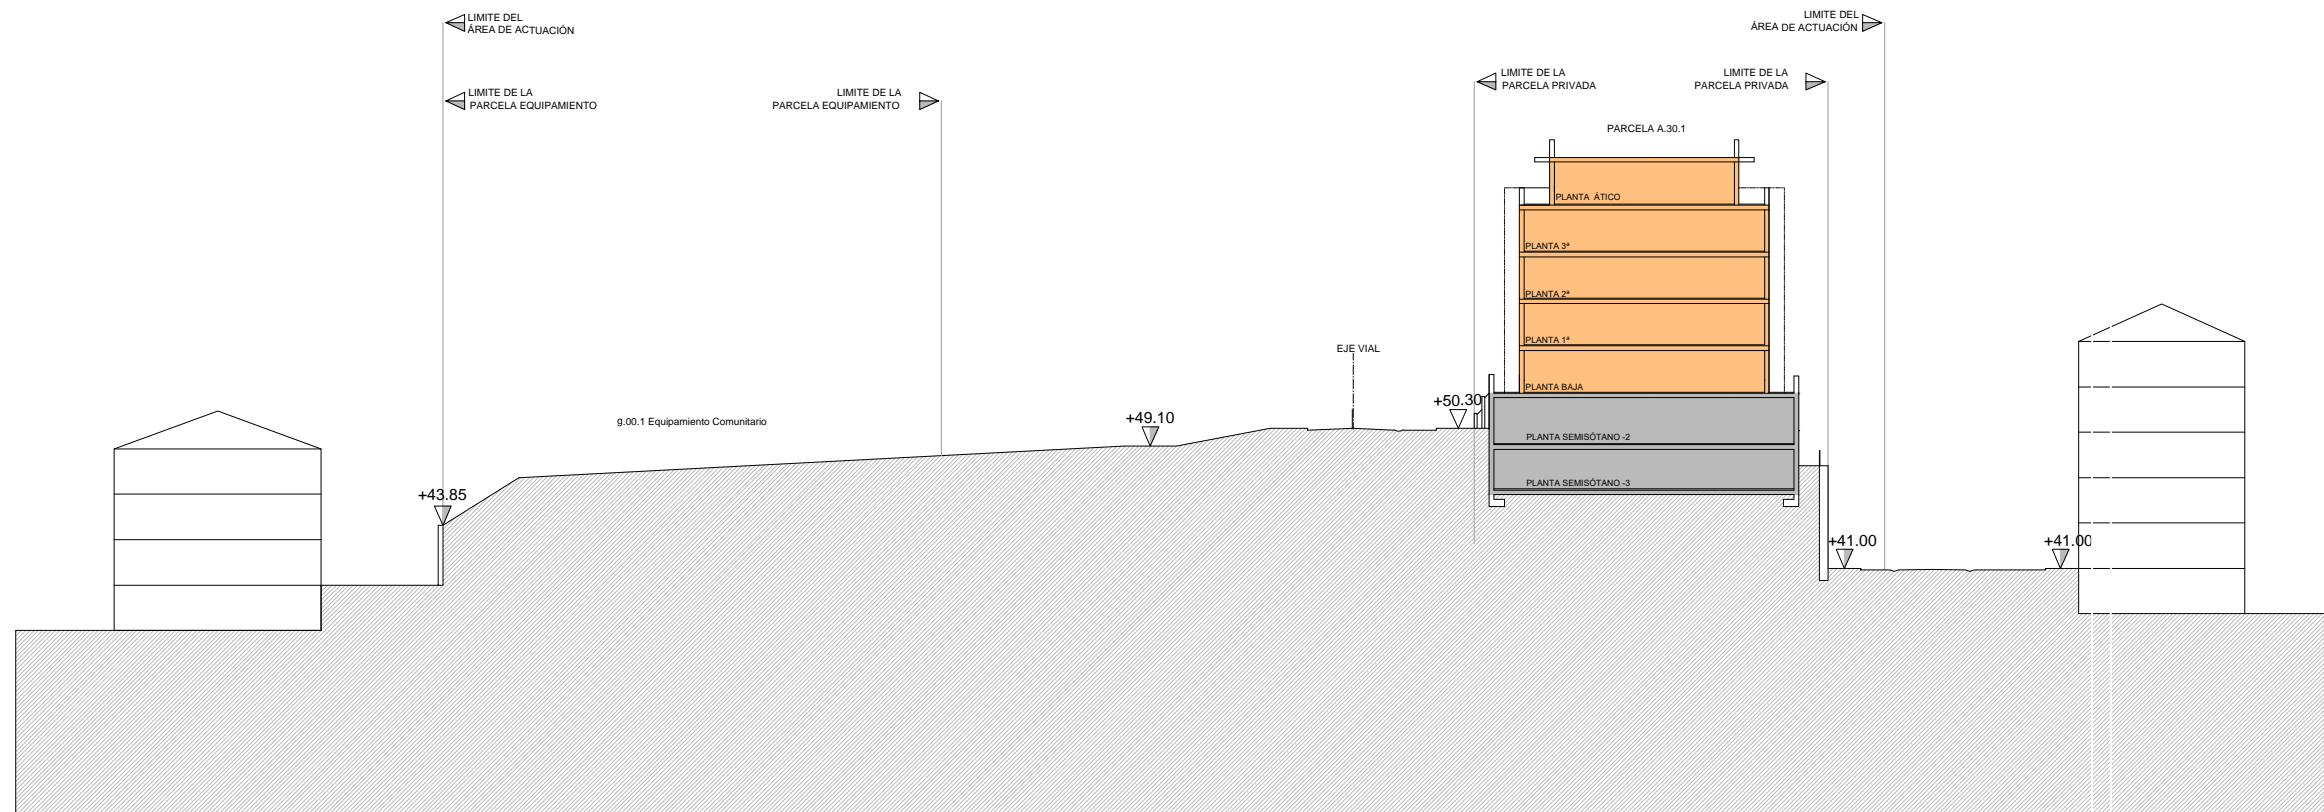 LIMITE DEL
ÁREA DE ACTUACIÓN
LIMITE DEL
ÁREA DE ACTUACIÓN
LIMITE DE LA
PARCELA EQUIPAMIENTO
LIMITE DE LA
PARCELA EQUIPAMIENTO
LIMITE DE LA
PARCELA PRIVADA
LIMITE DE LA
PARCELA PRIVADA
PARCELA A.30.1
PLANTA ÁTICO
PLANTA 3ª
PLANTA 2ª
PLANTA 1ª
PLANTA BAJA
PLANTA SEMISÓTANO -2
PLANTA SEMISÓTANO -3
EJE VIAL
g.00.1 Equipamiento Comunitario
+43.85
+49.10
+50.30
+41.00
+41.00